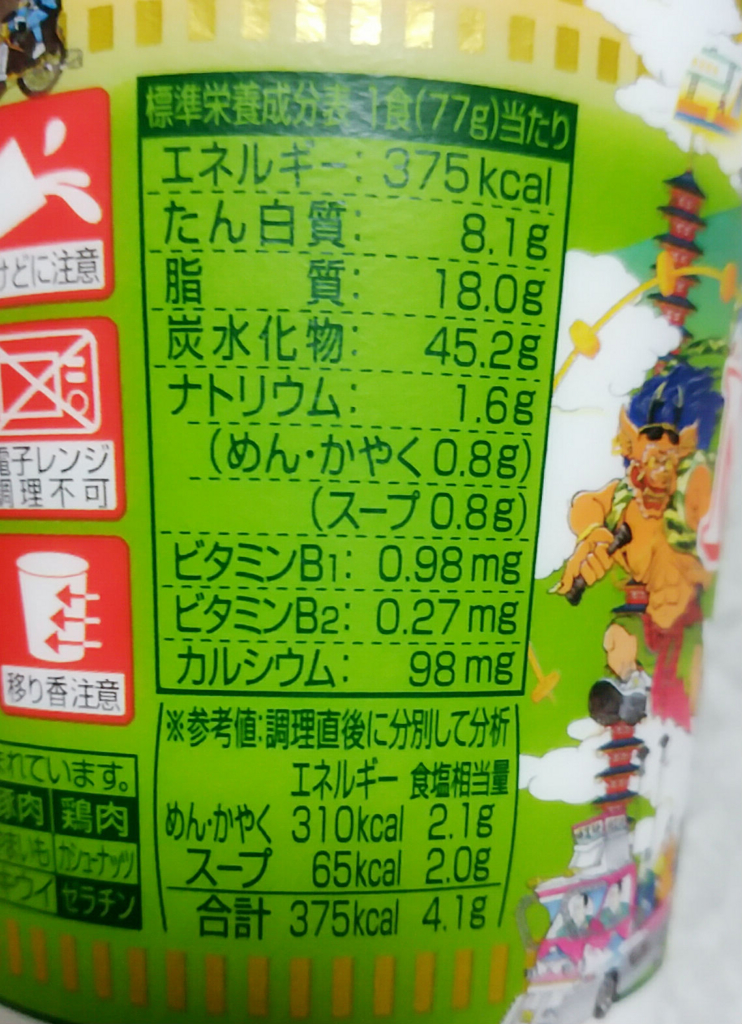 標準栄養成分表 1食(77g)当たり
エネルギー: 375kcal
たん白質: 8.1g
脂質: 18.0g
炭水化物: 45.2g
ナトリウム: 1.6g
(めん・かやく 0.8g)
(スープ 0.8g)
ビタミンB1: 0.98mg
ビタミンB2: 0.27mg
カルシウム: 98mg
※参考値:調理直後に分別して分析
エネルギー 食塩相当量
めん・かやく 310kcal 2.1g
スープ 65kcal 2.0g
合計 375kcal 4.1g
けどに注意
電子レンジ
調理不可
移り香注意
れています。
豚肉 鶏肉
まいも カシューナッツ
キウイ ゼラチン